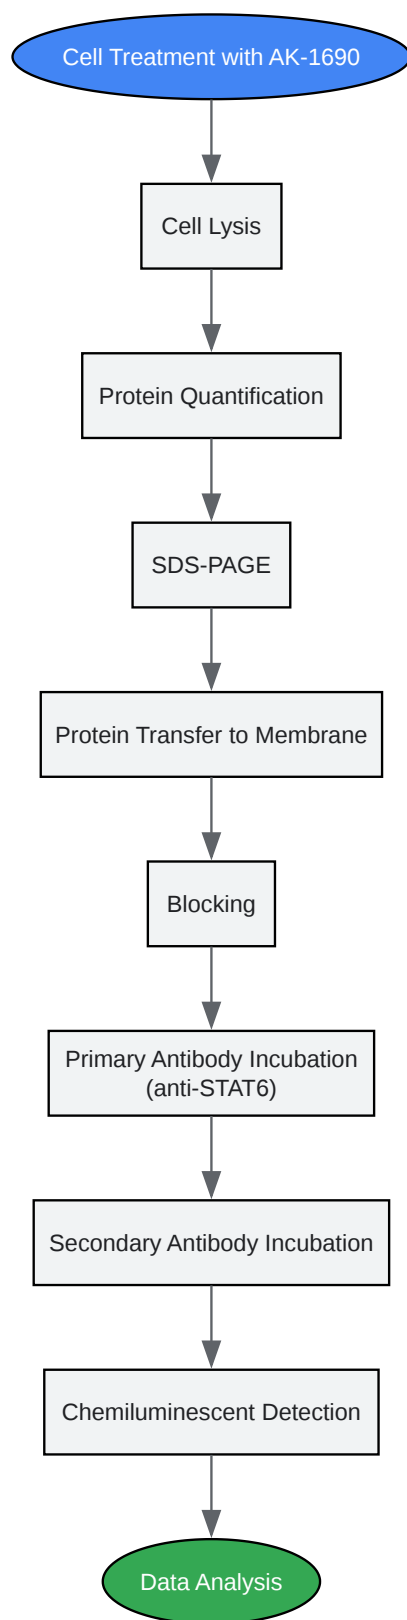 Cell Treatment with AK-1690
Cell Lysis
Protein Quantification
SDS-PAGE
Protein Transfer to Membrane
Blocking
Primary Antibody Incubation
(anti-STAT6)
Secondary Antibody Incubation
Chemiluminescent Detection
Data Analysis